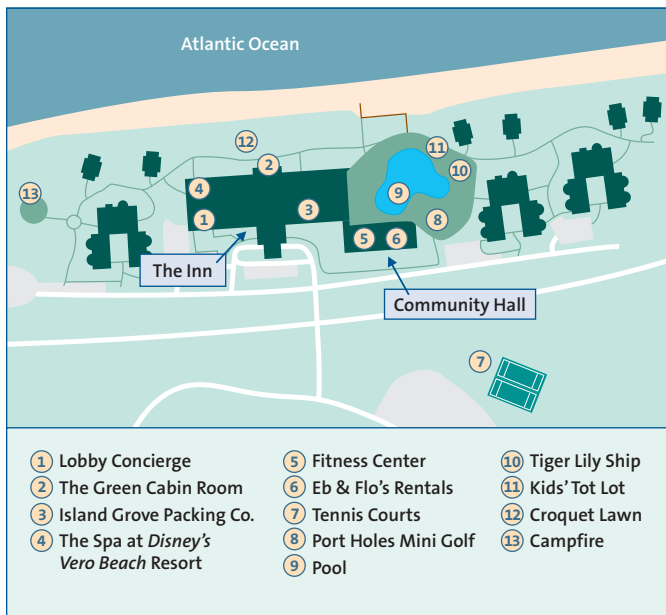 Atlantic Ocean
12
11
2
10
4
13
9
3
1
8
5
6
The Inn
Community Hall
7
1 Lobby Concierge
2 The Green Cabin Room
3 Island Grove Packing Co.
4 The Spa at Disney's
Vero Beach Resort
5 Fitness Center
6 Eb & Flo's Rentals
7 Tennis Courts
8 Port Holes Mini Golf
9 Pool
10 Tiger Lily Ship
11 Kids' Tot Lot
12 Croquet Lawn
13 Campfire